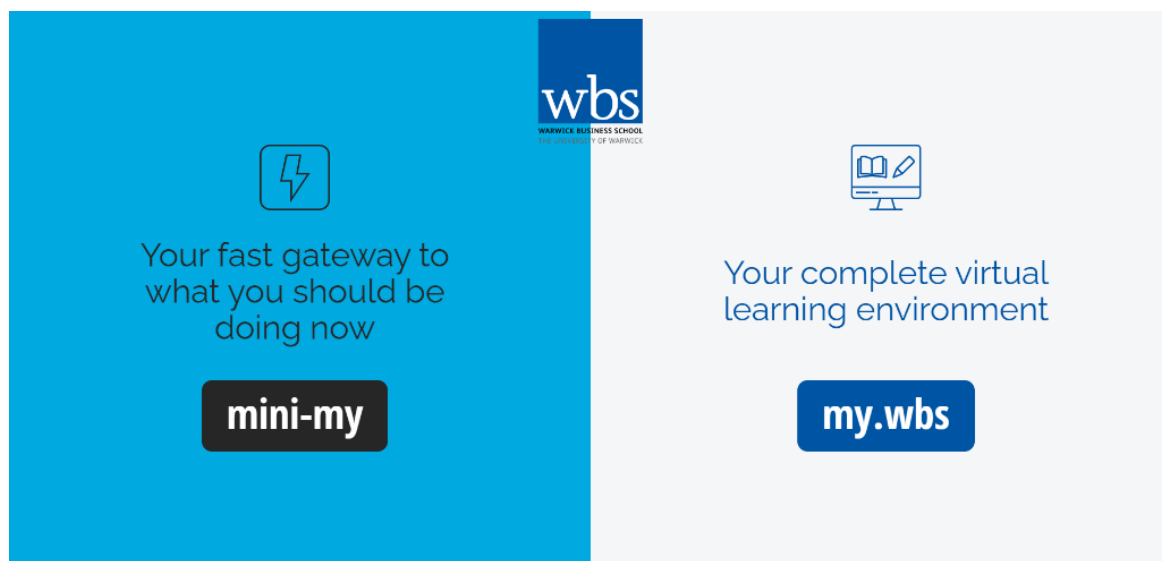 wbs
WARWICK BUSINESS SCHOOL
THE UNIVERSITY OF WARWICK
Your fast gateway to
what you should be
doing now
mini-my
Your complete virtual
learning environment
my.wbs